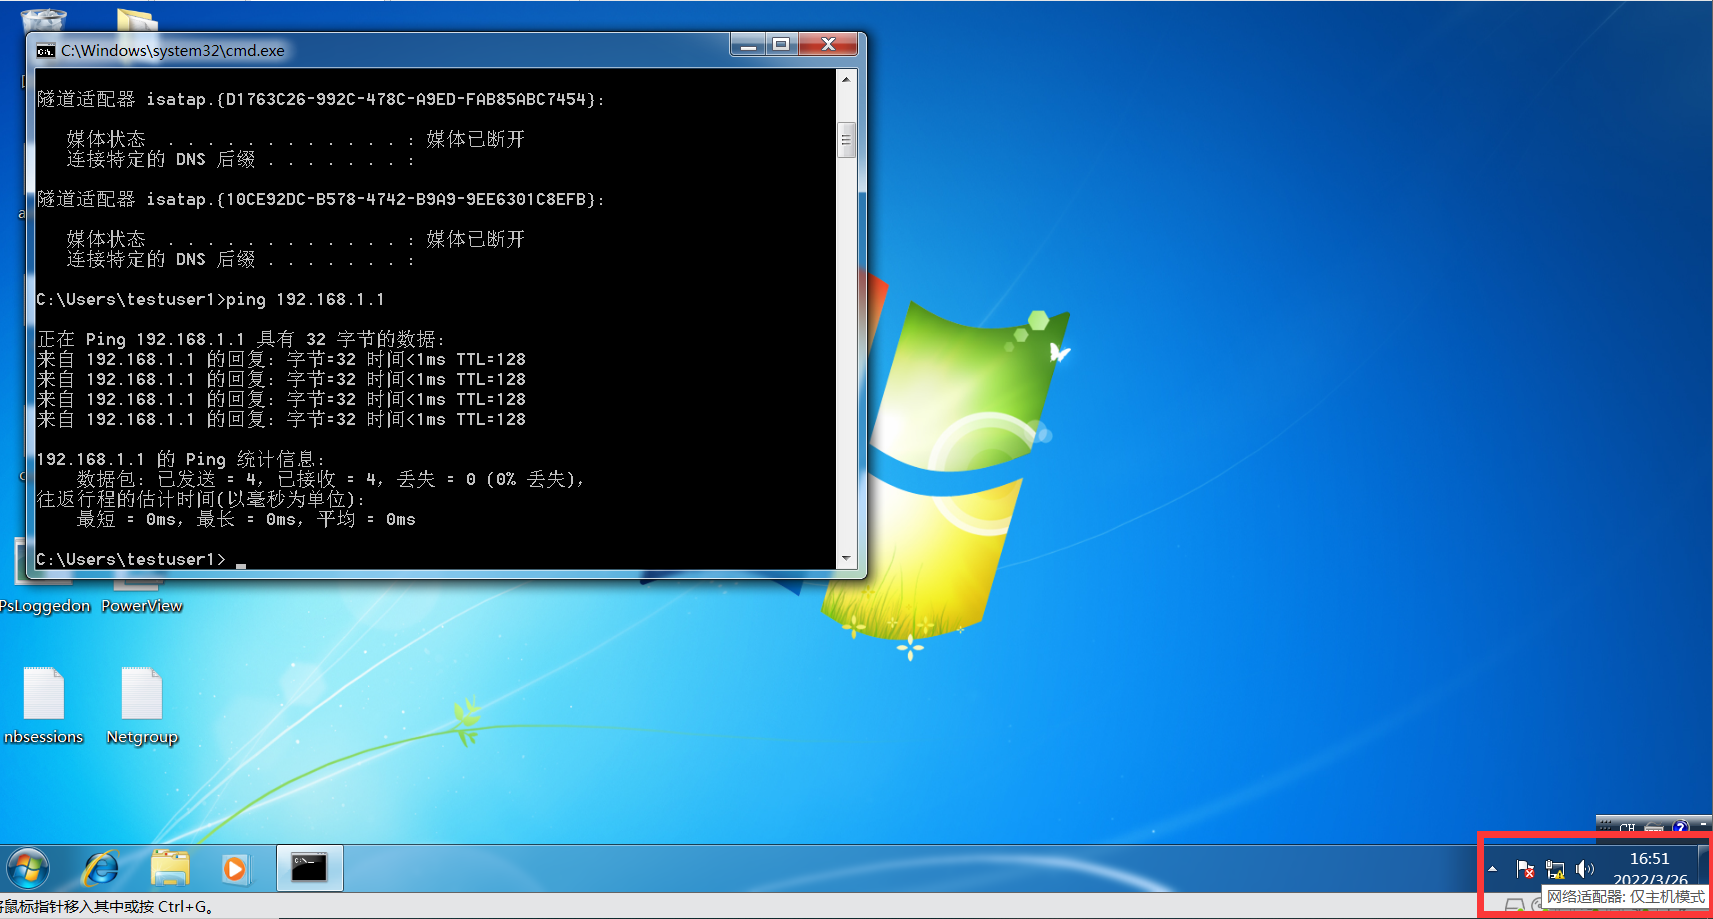 C:\Windows\system32\cmd.exe
隧道适配器 isatap.{D1763C26-992C-478C-A9ED-FAB85ABC7454}:
媒体状态 . . . . . . . . . . . . : 媒体已断开
连接特定的 DNS 后缀 . . . . . . . :
隧道适配器 isatap.{10CE92DC-B578-4742-B9A9-9EE6301C8EFB}:
媒体状态 . . . . . . . . . . . . : 媒体已断开
连接特定的 DNS 后缀 . . . . . . . :
C:\Users\testuser1>ping 192.168.1.1
正在 Ping 192.168.1.1 具有 32 字节的数据:
来自 192.168.1.1 的回复: 字节=32 时间<1ms TTL=128
来自 192.168.1.1 的回复: 字节=32 时间<1ms TTL=128
来自 192.168.1.1 的回复: 字节=32 时间<1ms TTL=128
来自 192.168.1.1 的回复: 字节=32 时间<1ms TTL=128
192.168.1.1 的 Ping 统计信息:
数据包: 已发送 = 4，已接收 = 4，丢失 = 0 (0% 丢失)，
往返行程的估计时间(以毫秒为单位):
最短 = 0ms，最长 = 0ms，平均 = 0ms
C:\Users\testuser1>
PsLoggedon PowerView
nbsessions Netgroup
CH
16:51
2022/3/26
网络适配器: 仅主机模式
鼠标指针移入其中或按 Ctrl+G。